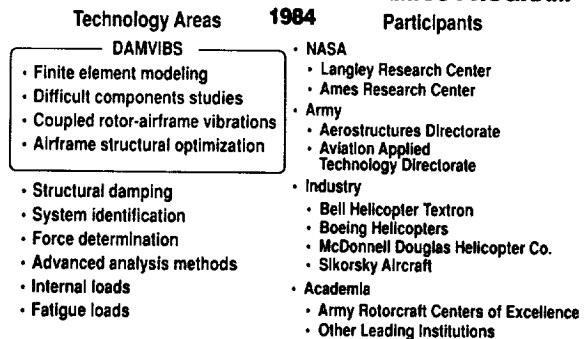 1984
Technology Areas
DAMVIBS
· Finite element modeling
· Difficult components studies
· Coupled rotor-airframe vibrations
· Airframe structural optimization
· Structural damping
· System identification
· Force determination
· Advanced analysis methods
· Internal loads
· Fatigue loads
Participants
· NASA
· Langley Research Center
· Ames Research Center
· Army
· Aerostructures Directorate
· Aviation Applied
Technology Directorate
· Industry
· Bell Helicopter Textron
· Boeing Helicopters
· McDonnell Douglas Helicopter Co.
· Sikorsky Aircraft
· Academia
· Army Rotorcraft Centers of Excellence
· Other Leading Institutions